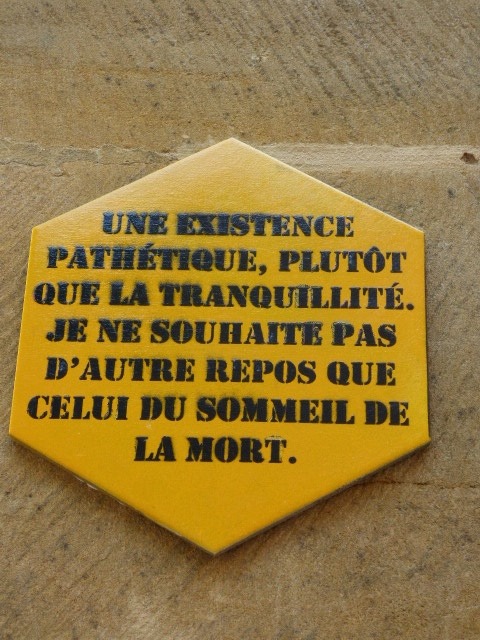 UNE EXISTENCE
PATHÉTIQUE, PLUTÔT
QUE LA TRANQUILLITÉ.
JE NE SOUHAITE PAS
D'AUTRE REPOS QUE
CELUI DU SOMMEIL DE
LA MORT.